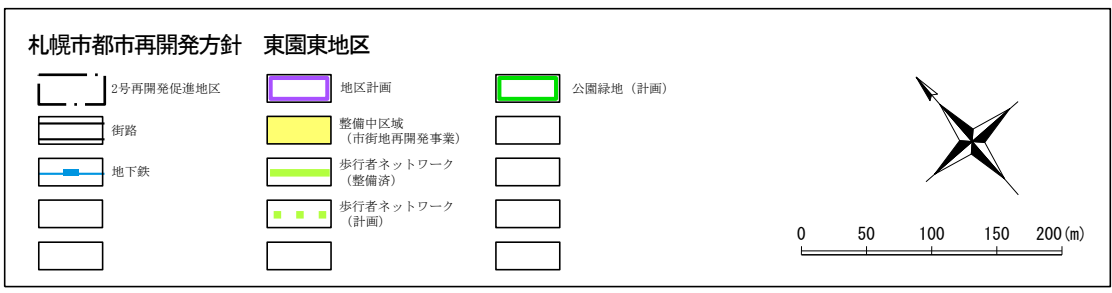 札幌市都市再開発方針　東園東地区
2号再開発促進地区
街路
地下鉄
地区計画
整備中区域
（市街地再開発事業）
歩行者ネットワーク
（整備済）
歩行者ネットワーク
（計画）
公園緑地（計画）
0 50 100 150 200(m)